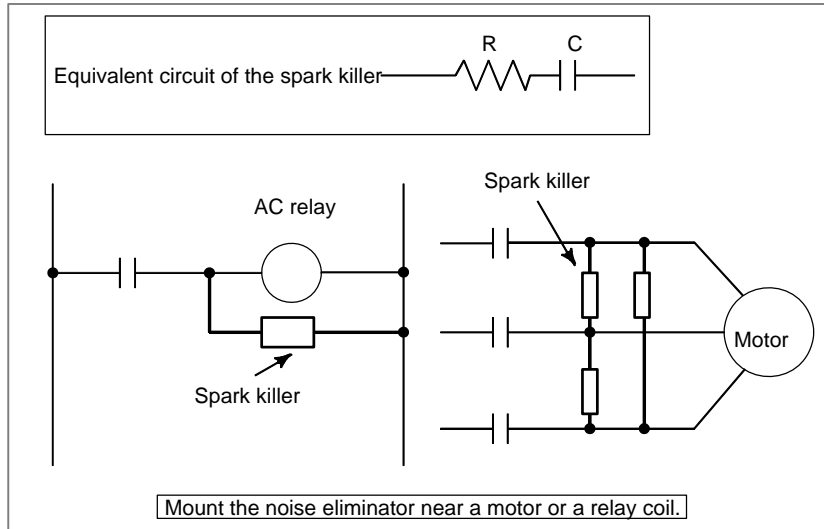 R
C
Equivalent circuit of the spark killer
Spark killer
AC relay
Motor
Spark killer
Mount the noise eliminator near a motor or a relay coil.